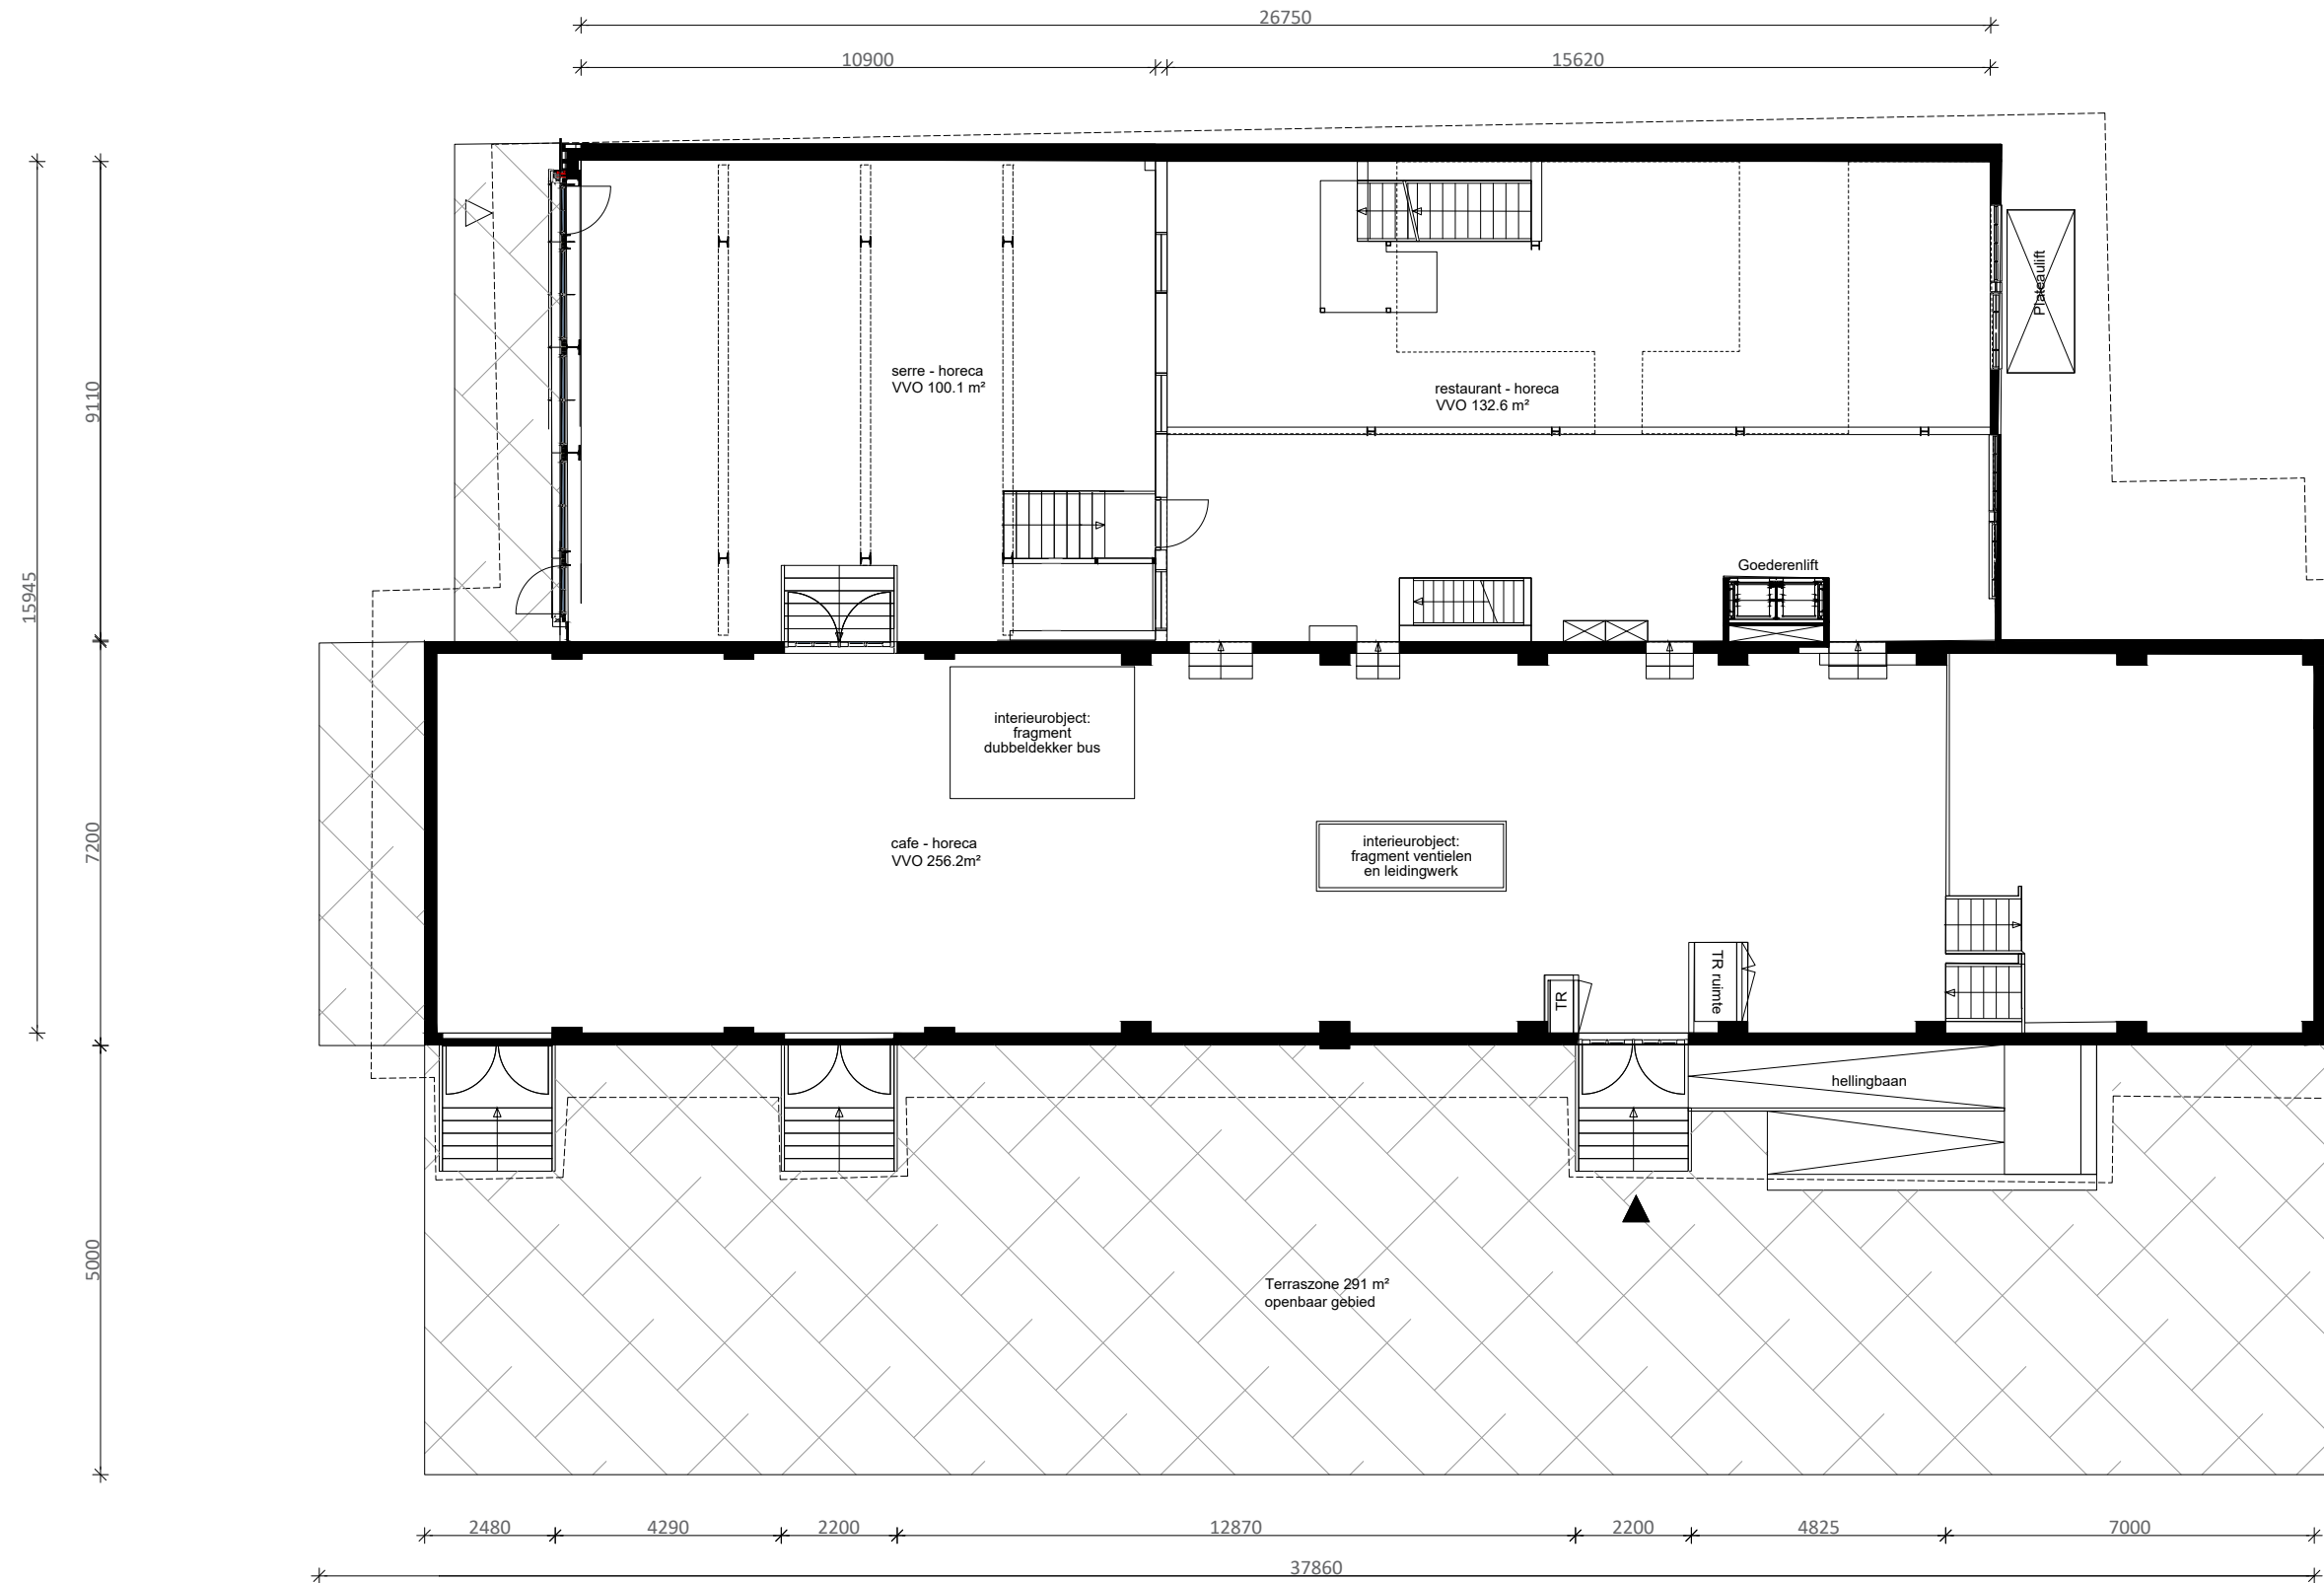 26750
10900
15620
Plateaulift
serre - horeca
VVO 100.1 m²
restaurant - horeca
VVO 132.6 m²
9110
15945
Goederenlift
interieurobject:
fragment
dubbeldekker bus
cafe - horeca
VVO 256.2m²
interieurobject:
fragment ventielen
en leidingwerk
7200
TR
TR ruimte
hellingbaan
5000
Terraszone 291 m²
openbaar gebied
2480
4290
2200
12870
2200
4825
7000
37860